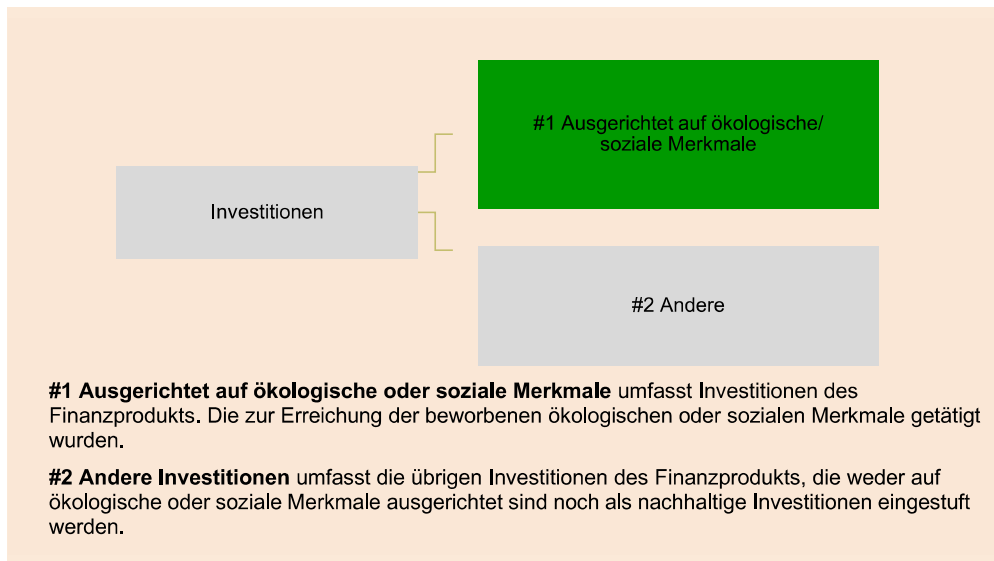 #1 Ausgerichtet auf ökologische/
soziale Merkmale
Investitionen
#2 Andere
#1 Ausgerichtet auf ökologische oder soziale Merkmale umfasst Investitionen des
Finanzprodukts. Die zur Erreichung der beworbenen ökologischen oder sozialen Merkmale getätigt
wurden.
#2 Andere Investitionen umfasst die übrigen Investitionen des Finanzprodukts, die weder auf
ökologische oder soziale Merkmale ausgerichtet sind noch als nachhaltige Investitionen eingestuft
werden.